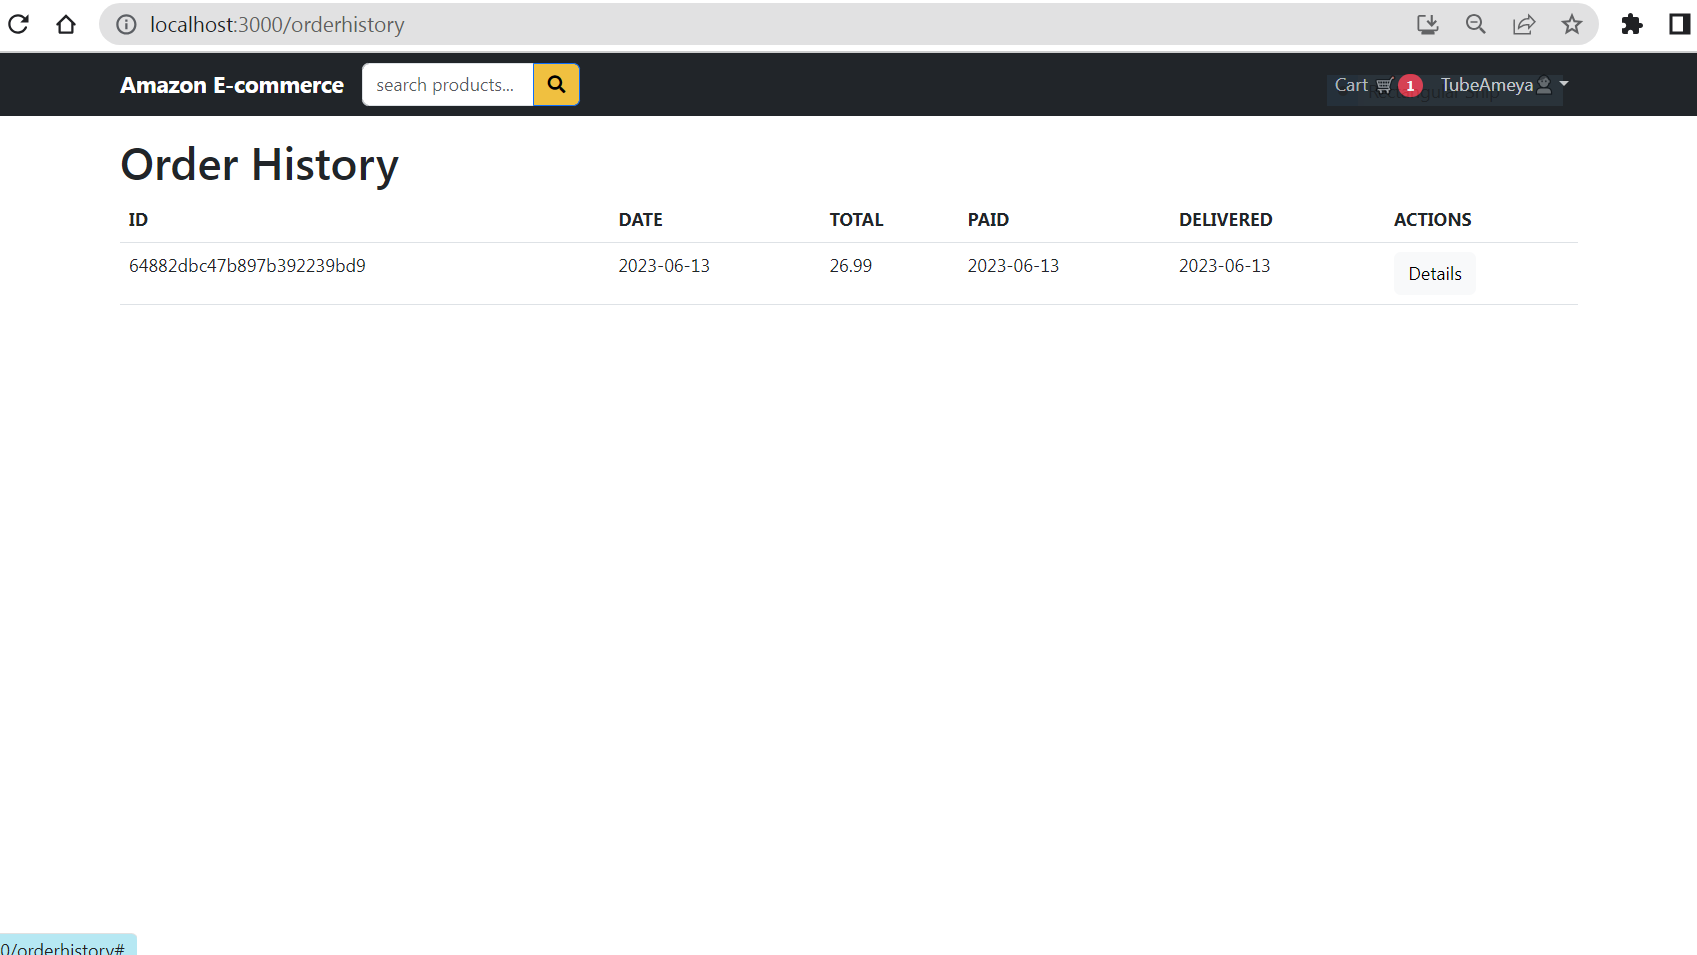 localhost:3000/orderhistory
Amazon E-commerce search products... Cart 1 TubeAmeya
Order History
ID DATE TOTAL PAID DELIVERED ACTIONS
64882dbc47b897b392239bd9 2023-06-13 26.99 2023-06-13 2023-06-13 Details
0/orderhistory#